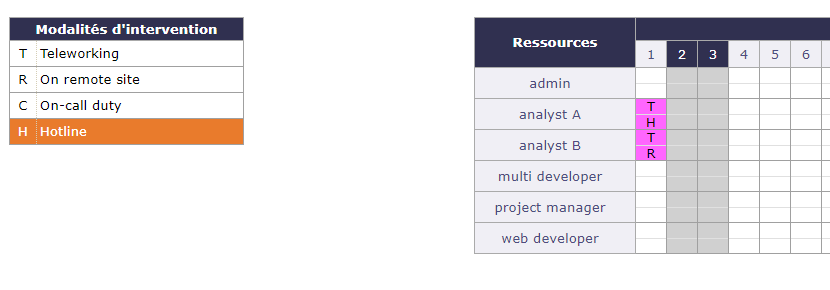 Modalités d'intervention
T Teleworking
R On remote site
C On-call duty
H Hotline
Ressources
1 2 3 4 5 6
admin
analyst A
T
H
analyst B
T
R
multi developer
project manager
web developer